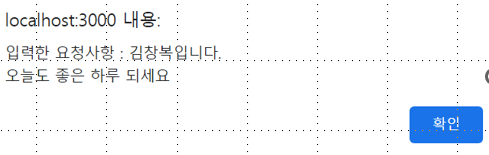 localhost:3000 내용:
입력한 요청사항 : 김창복입니다.
오늘도 좋은 하루 되세요
확인